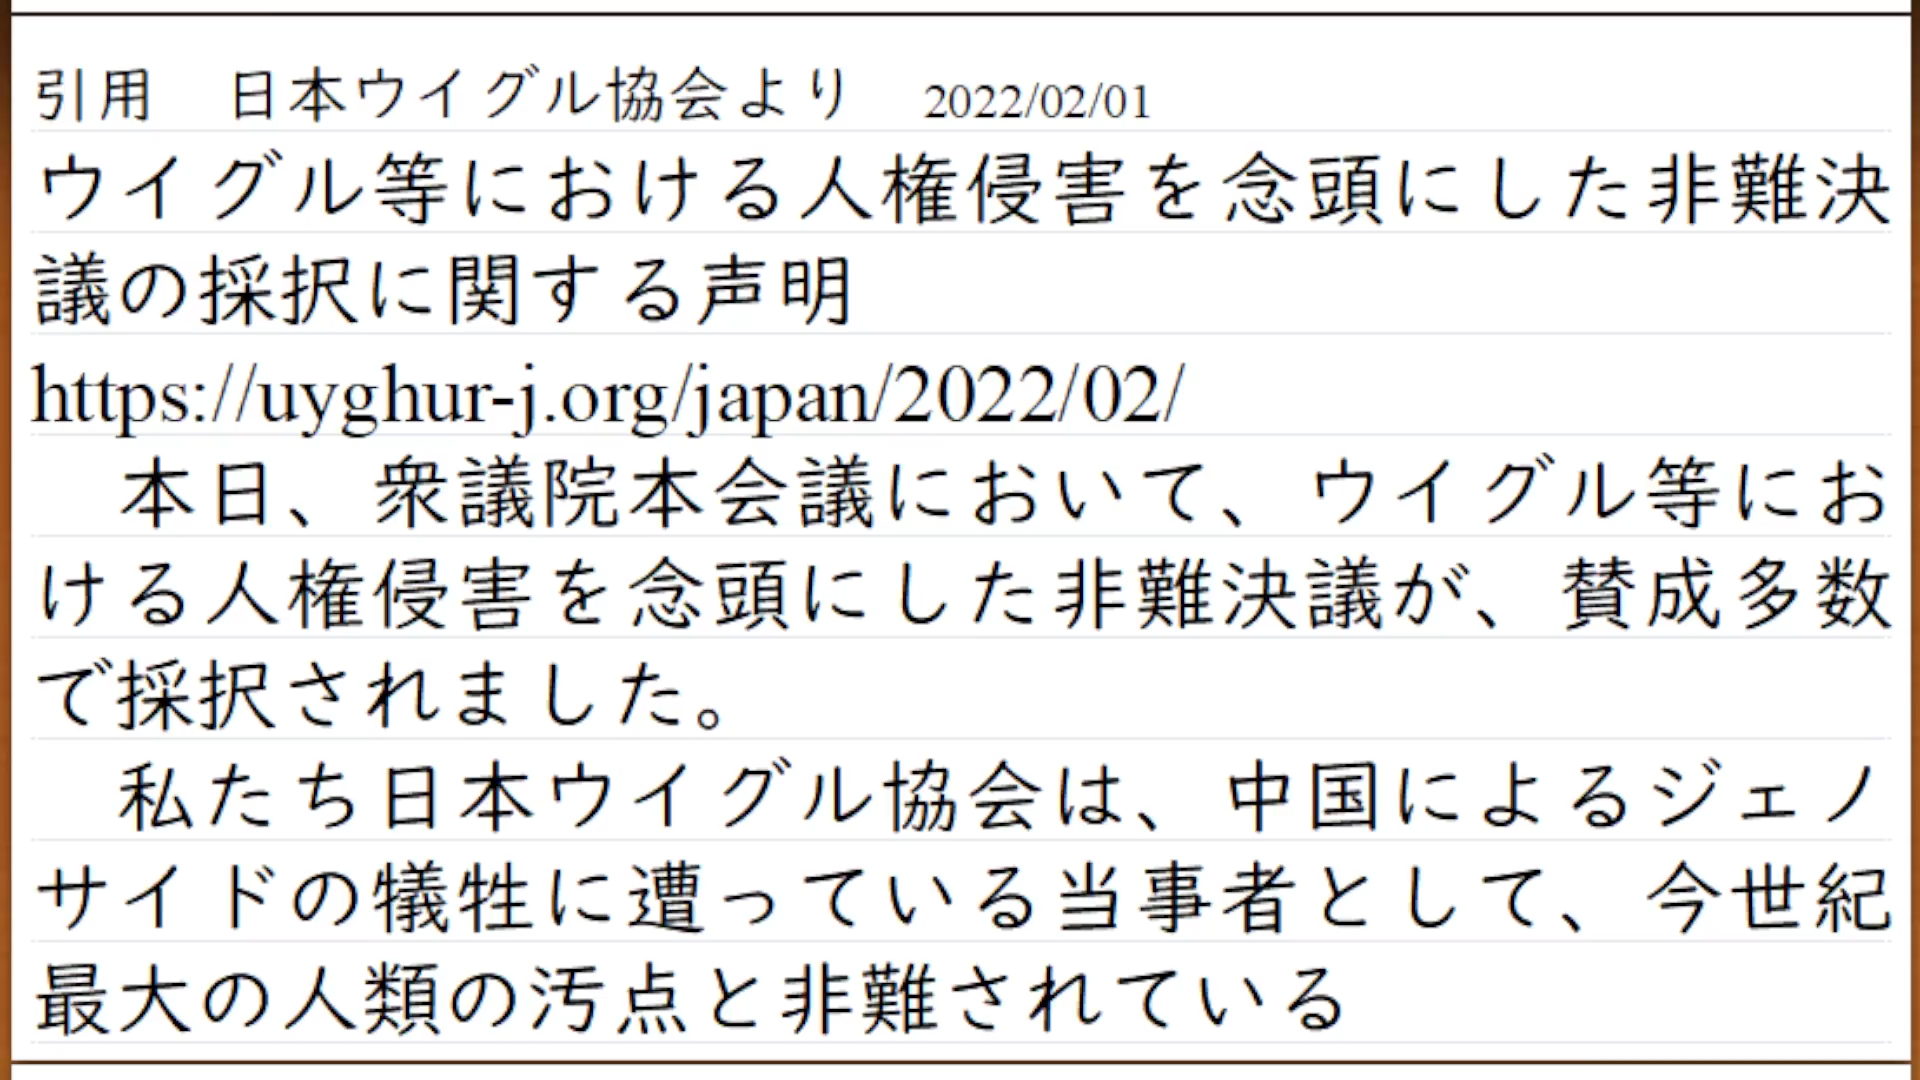 引用　日本ウイグル協会より　2022/02/01
ウイグル等における人権侵害を念頭にした非難決
議の採択に関する声明
https://uyghur-j.org/japan/2022/02/
　本日、衆議院本会議において、ウイグル等にお
ける人権侵害を念頭にした非難決議が、賛成多数
で採択されました。
　私たち日本ウイグル協会は、中国によるジェノ
サイドの犠牲に遭っている当事者として、今世紀
最大の人類の汚点と非難されている